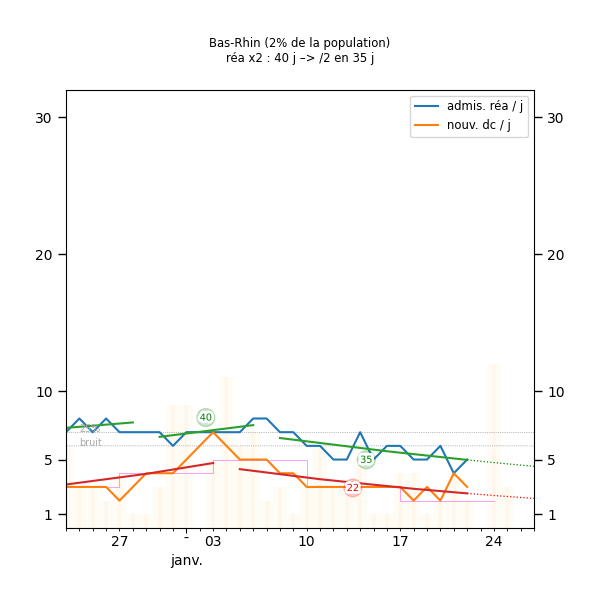 Bas-Rhin (2% de la population)
réa x2 : 40 j –> /2 en 35 j
admis. réa / j
nouv. dc / j
30 30
20 20
10 10
40
bruit
5 35 5
22
1 1
27 - 03 10 17 24
janv.